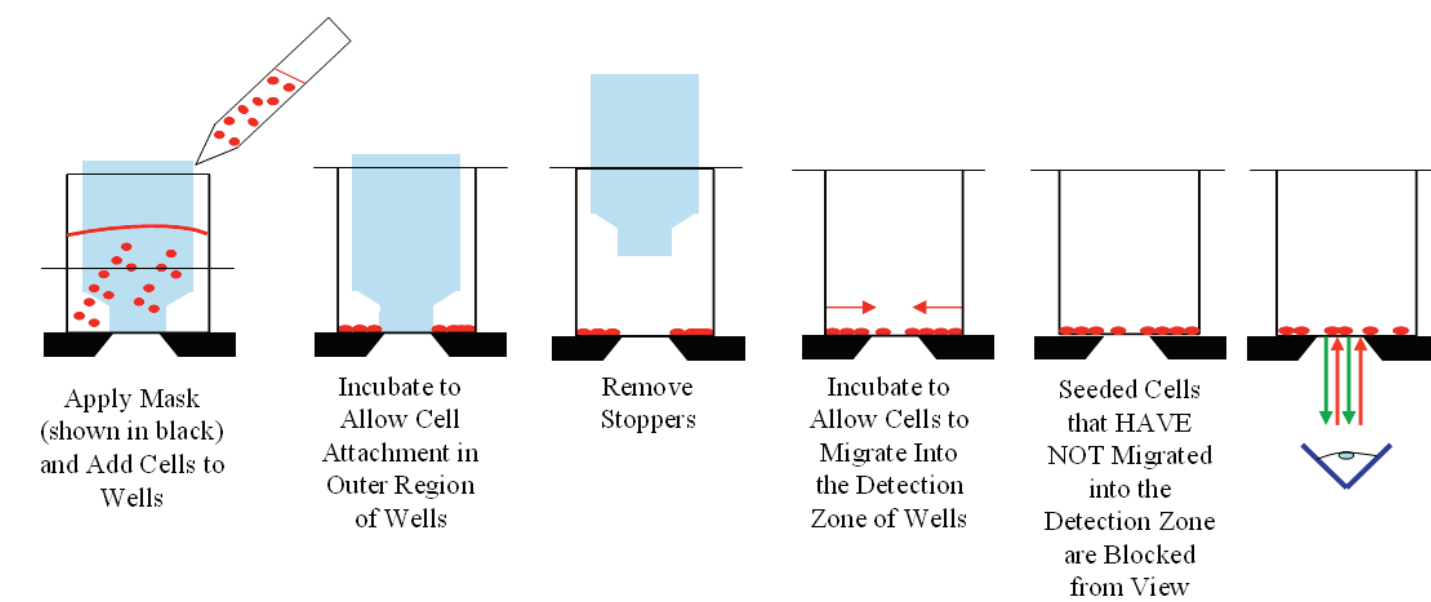 Apply Mask
(shown in black)
and Add Cells to
Wells
Incubate to
Allow Cell
Attachment in
Outer Region
of Wells
Remove
Stoppers
Incubate to
Allow Cells to
Migrate Into
the Detection
Zone of Wells
Seeded Cells
that HAVE
NOT Migrated
into the
Detection Zone
are Blocked
from View